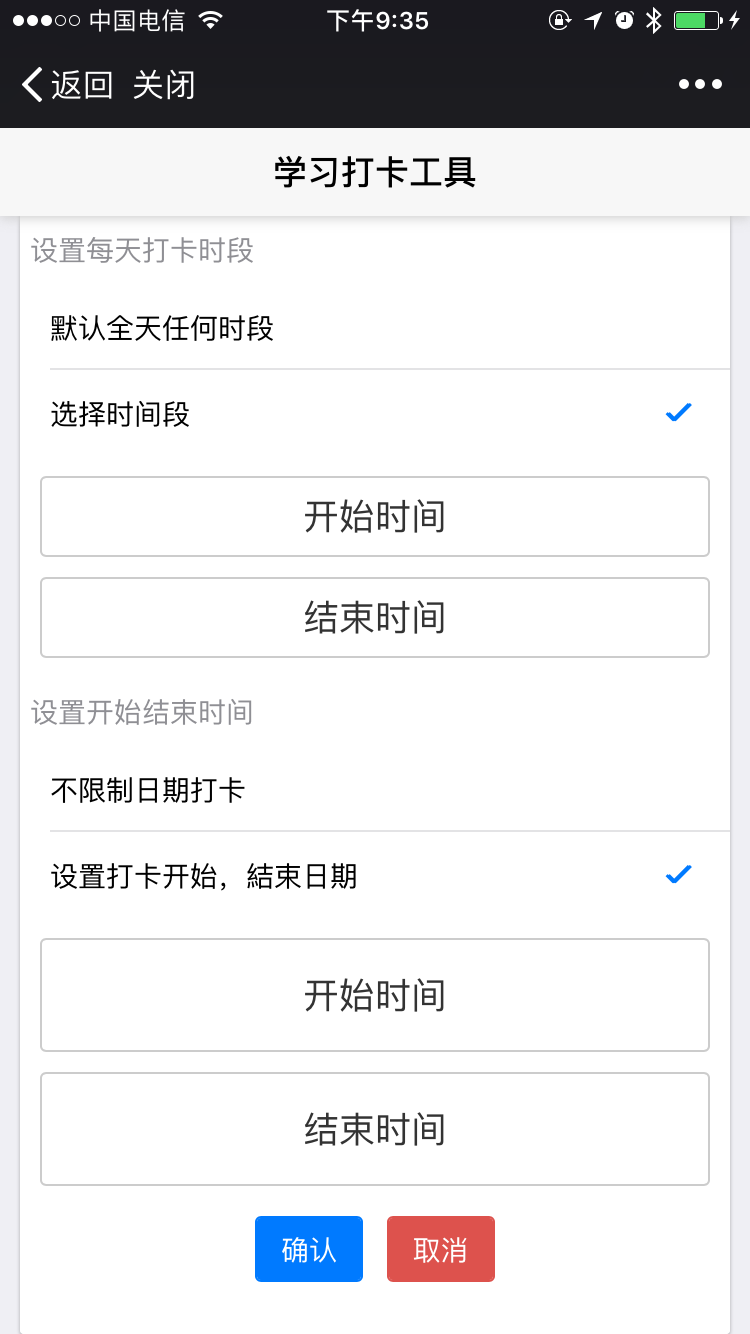 中国电信 下午9:35
返回 关闭
学习打卡工具
设置每天打卡时段
默认全天任何时段
选择时间段
开始时间
结束时间
设置开始结束时间
不限制日期打卡
设置打卡开始，結束日期
开始时间
结束时间
确认 取消